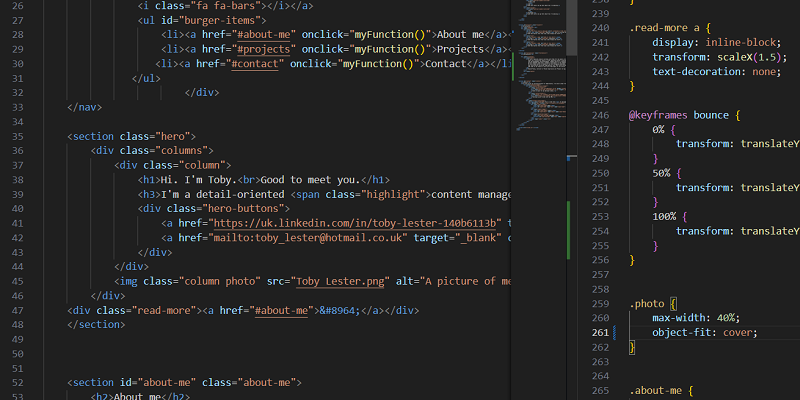 26 <i class="fa fa-bars"></i></a>
27 <ul id="burger-items">
28 <li><a href="#about-me" onclick="myFunction()">About me</a>
29 <li><a href="#projects" onclick="myFunction()">Projects</a>
30 <li><a href="#contact" onclick="myFunction()">Contact</a></li
31 </ul>
32 </div>
33 </nav>
34
35 <section class="hero">
36 <div class="columns">
37 <div class="column">
38 <h1>Hi. I'm Toby.<br>Good to meet you.</h1>
39 <h3>I'm a detail-oriented <span class="highlight">content manage
40 <div class="hero-buttons">
41 <a href="https://uk.linkedin.com/in/toby-lester-140b6113b" t
42 <a href="mailto:toby_lester@hotmail.co.uk" target="_blank" c
43 </div>
44 </div>
45 <img class="column photo" src="Toby Lester.png" alt="A picture of me
46 </div>
47 <div class="read-more"><a href="#about-me">&#8964;</a></div>
48 </section>
49
50
51
52 <section id="about-me" class="about-me">
53 <h2>About me</h2>
238 }
239
240 .read-more a {
241 display: inline-block;
242 transform: scaleX(1.5);
243 text-decoration: none;
244 }
245
246 @keyframes bounce {
247 0% {
248 transform: translateY
249 }
250 50% {
251 transform: translateY
252 }
253 100% {
254 transform: translateY
255 }
256 }
257
258
259 .photo {
260 max-width: 40%;
261 object-fit: cover;
262 }
263
264
265 .about-me {